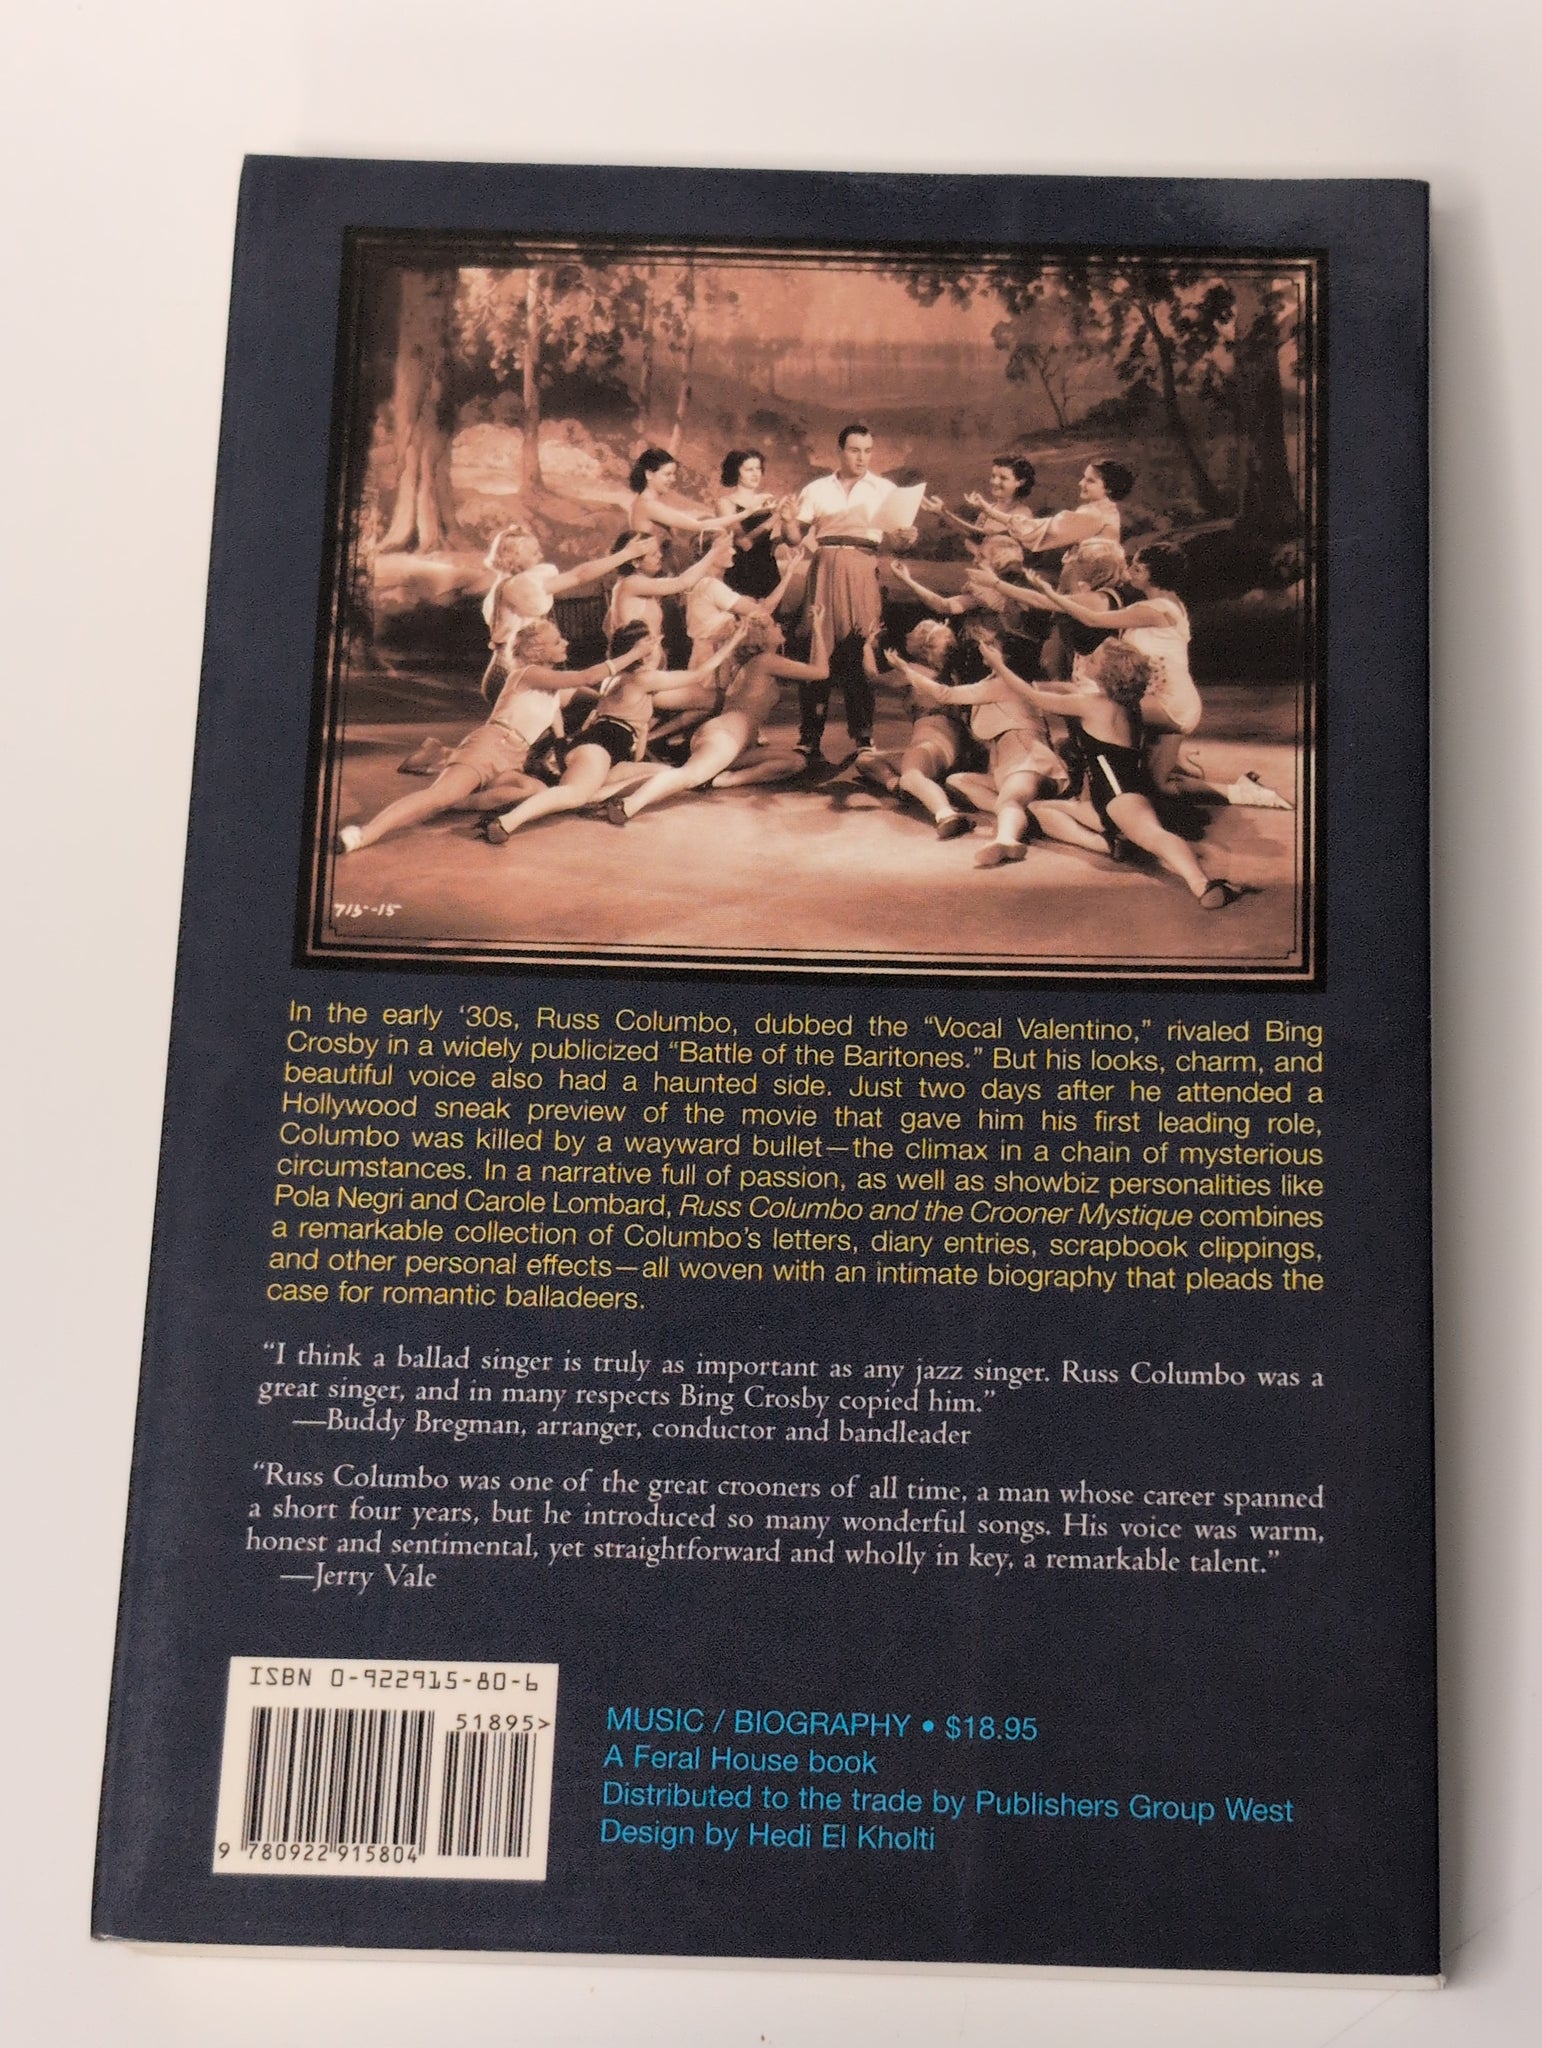 713-15
In the early ‘30s, Russ Columbo, dubbed the “Vocal Valentino,” rivaled Bing
Crosby in a widely publicized “Battle of the Baritones.” But his looks, charm, and
beautiful voice also had a haunted side. Just two days after he attended a
Hollywood sneak preview of the movie that gave him his first leading role,
Columbo was killed by a wayward bullet—the climax in a chain of mysterious
circumstances. In a narrative full of passion, as well as showbiz personalities like
Pola Negri and Carole Lombard, Russ Columbo and the Crooner Mystique combines
a remarkable collection of Columbo’s letters, diary entries, scrapbook clippings,
and other personal effects—all woven with an intimate biography that pleads the
case for romantic balladeers.
“I think a ballad singer is truly as important as any jazz singer. Russ Columbo was a
great singer, and in many respects Bing Crosby copied him.”
—Buddy Bregman, arranger, conductor and bandleader
“Russ Columbo was one of the great crooners of all time, a man whose career spanned
a short four years, but he introduced so many wonderful songs. His voice was warm,
honest and sentimental, yet straightforward and wholly in key, a remarkable talent.”
—Jerry Vale
ISBN 0-922915-80-6
51895>
9 780922 915804
MUSIC / BIOGRAPHY • $18.95
A Feral House book
Distributed to the trade by Publishers Group West
Design by Hedi El Kholti